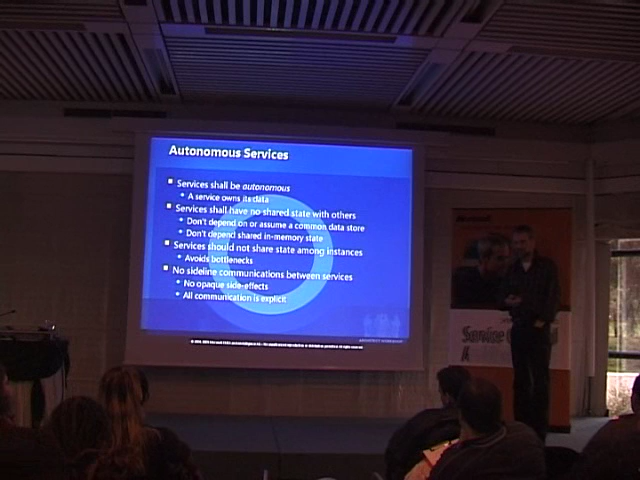 Autonomous Services
Services shall be autonomous
A service owns its data
Services shall have no shared state with others
Don't depend on or assume a common data store
Don't depend shared in-memory state
Services should not share state among instances
Avoids bottlenecks
No sideline communications between services
No opaque side-effects
All communication is explicit
Microsoft